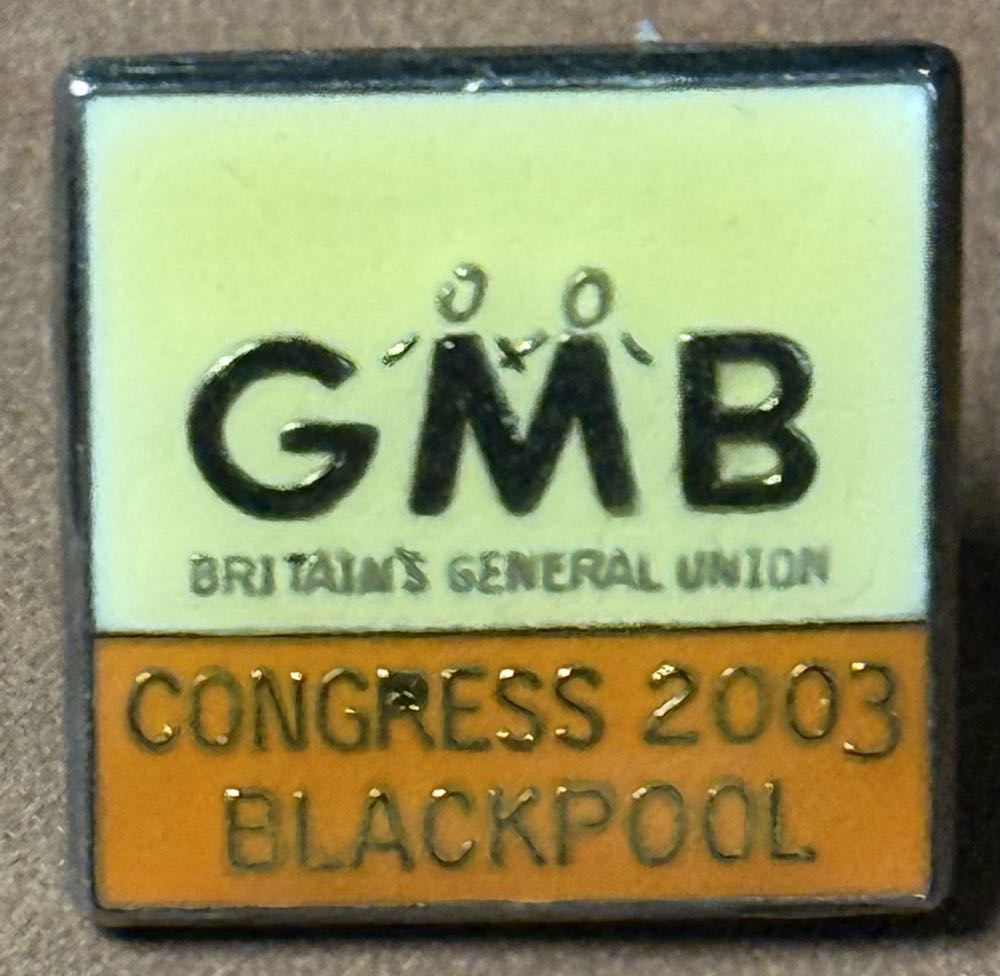 GMB
BRITAIN'S GENERAL UNION
CONGRESS 2003
BLACKPOOL